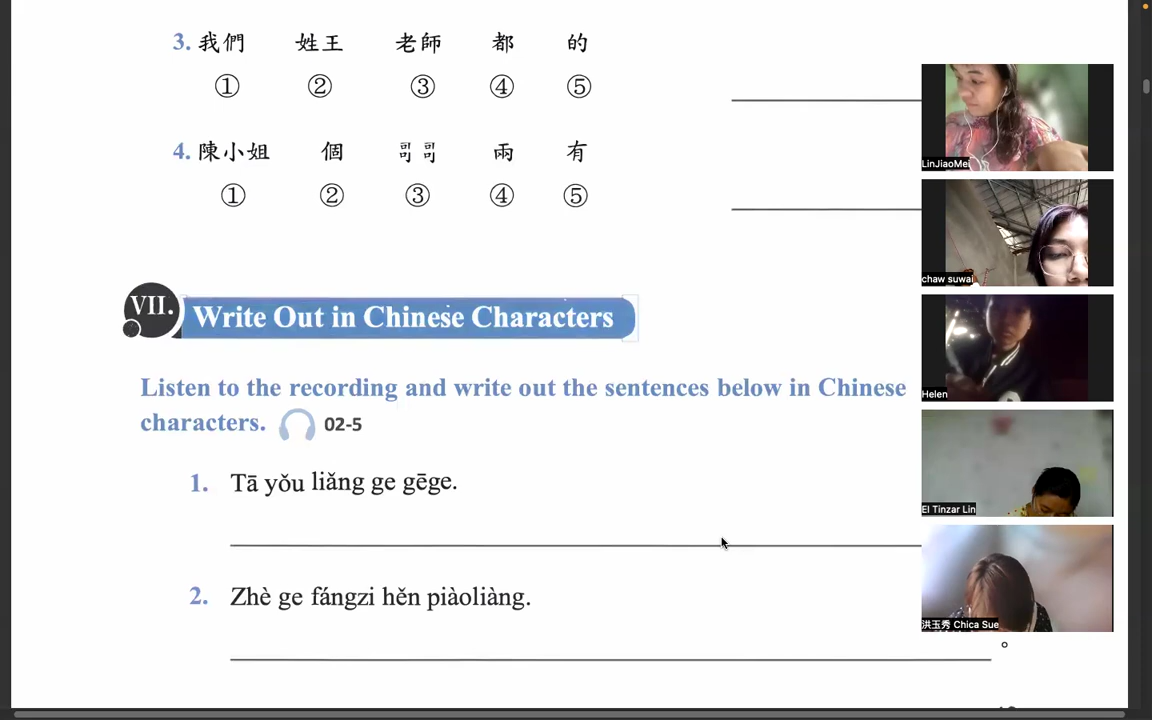 3. 我們 姓王 老師 都 的
① ② ③ ④ ⑤
4. 陳小姐 個 哥哥 兩 有
① ② ③ ④ ⑤
VII. Write Out in Chinese Characters
Listen to the recording and write out the sentences below in Chinese
characters. 02-5
1. Tā yǒu liǎng ge gēge.
2. Zhè ge fángzi hěn piàoliàng.
。
LinJiaoMei
chaw suwai
Helen
EI Tinzar Lin
洪玉秀 Chica Sue